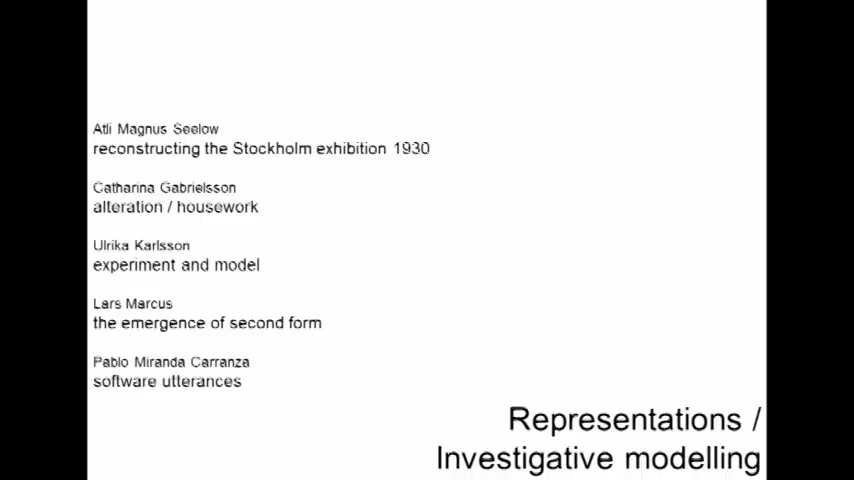 Atli Magnus Seelow
reconstructing the Stockholm exhibition 1930
Catharina Gabrielsson
alteration / housework
Ulrika Karlsson
experiment and model
Lars Marcus
the emergence of second form
Pablo Miranda Carranza
software utterances
Representations /
Investigative modelling